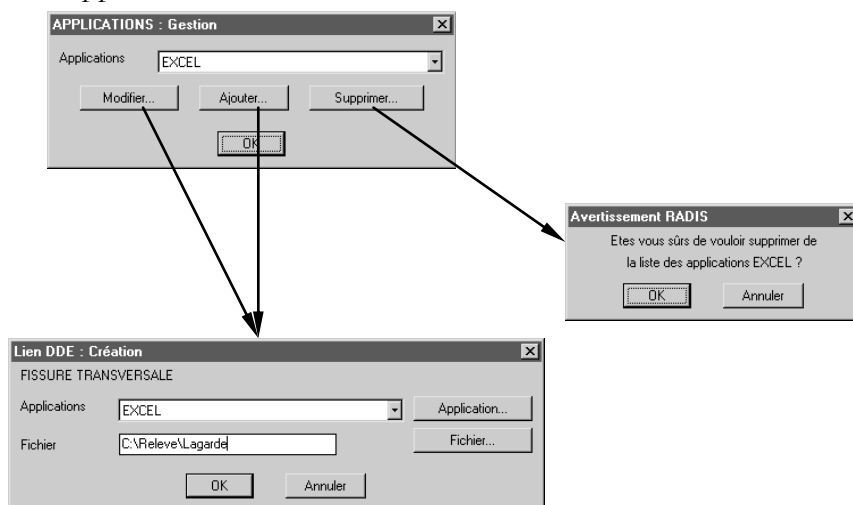 APPLICATIONS : Gestion
Applications EXCEL
Modifier... Ajouter... Supprimer...
OK
Avertissement RADIS
Etes vous sûrs de vouloir supprimer de
la liste des applications EXCEL ?
OK Annuler
Lien DDE : Création
FISSURE TRANSVERSALE
Applications EXCEL Application...
Fichier C:\Releve\Lagarde Fichier...
OK Annuler